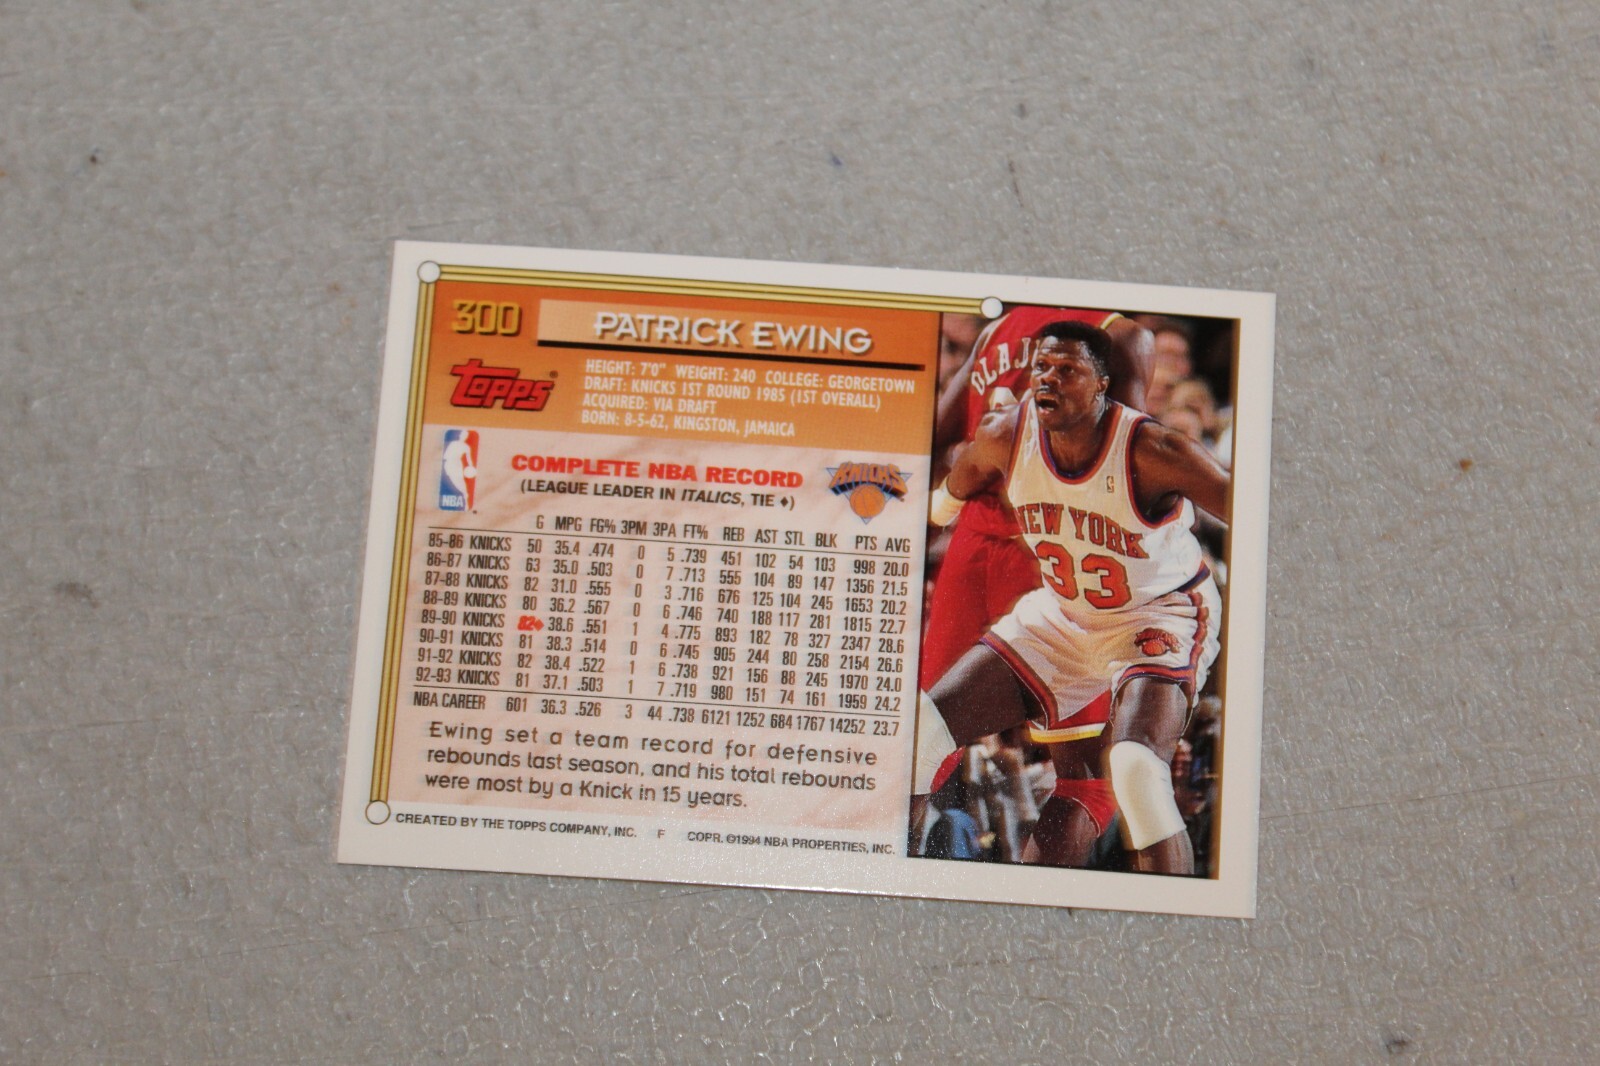 300
PATRICK EWING
TOPPS®
HEIGHT: 7'0" WEIGHT: 240 COLLEGE: GEORGETOWN
DRAFT: KNICKS 1ST ROUND 1985 (1ST OVERALL)
ACQUIRED: VIA DRAFT
BORN: 8-5-62, KINGSTON, JAMAICA
NBA
COMPLETE NBA RECORD
(LEAGUE LEADER IN ITALICS, TIE ♦)
KNICKS
G MPG FG% 3PM 3PA FT% REB AST STL BLK PTS AVG
85-86 KNICKS 50 35.4 .474 0 5 .739 451 102 54 103 998 20.0
86-87 KNICKS 63 35.0 .503 0 7 .713 555 104 89 147 1356 21.5
87-88 KNICKS 82 31.0 .555 0 3 .716 676 125 104 245 1653 20.2
88-89 KNICKS 80 36.2 .567 0 6 .746 740 188 117 281 1815 22.7
89-90 KNICKS 82♦ 38.6 .551 1 4 .775 893 182 78 327 2347 28.6
90-91 KNICKS 81 38.3 .514 0 6 .745 905 244 80 258 2154 26.6
91-92 KNICKS 82 38.4 .522 1 6 .738 921 156 88 245 1970 24.0
92-93 KNICKS 81 37.1 .503 1 7 .719 980 151 74 161 1959 24.2
NBA CAREER 601 36.3 .526 3 44 .738 6121 1252 684 1767 14252 23.7
Ewing set a team record for defensive
rebounds last season, and his total rebounds
were most by a Knick in 15 years.
CREATED BY THE TOPPS COMPANY, INC. F COPR. ©1994 NBA PROPERTIES, INC.
OLAJ
NEW YORK
33